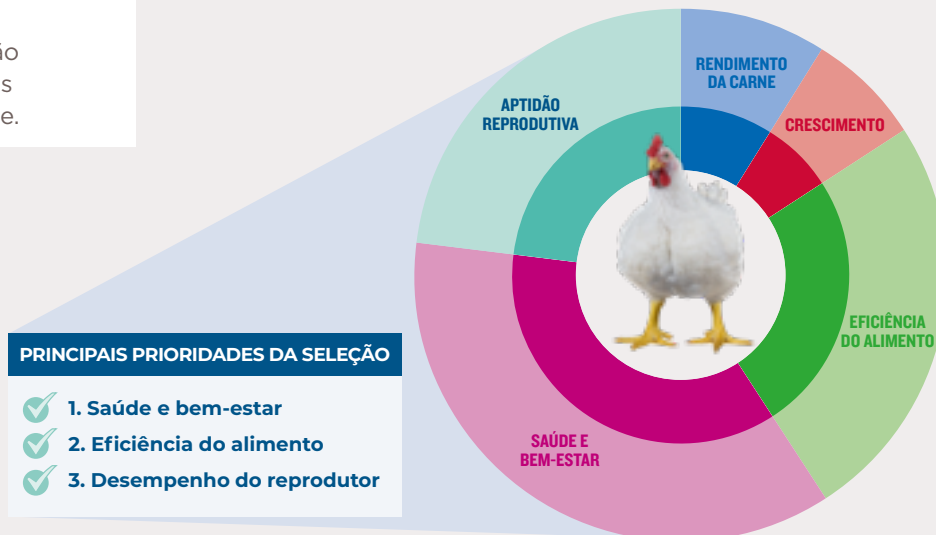 ão
s
e.
RENDIMENTO
DA CARNE
APTIDÃO
REPRODUTIVA
CRESCIMENTO
EFICIÊNCIA
DO ALIMENTO
PRINCIPAIS PRIORIDADES DA SELEÇÃO
1. Saúde e bem-estar
2. Eficiência do alimento
3. Desempenho do reprodutor
SAÚDE E
BEM-ESTAR